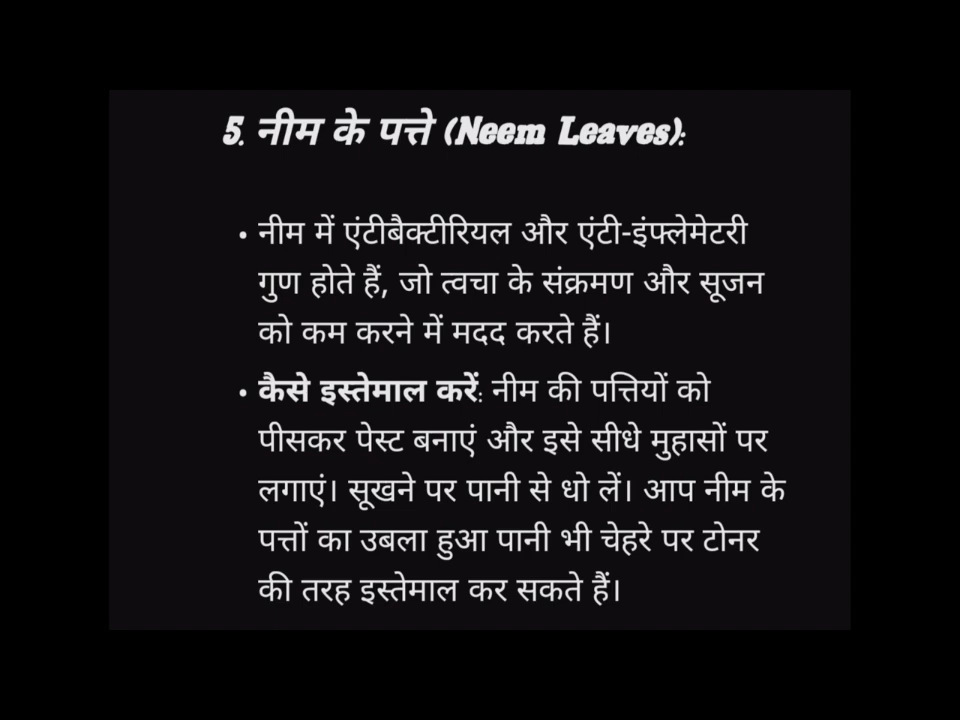 5. नीम के पत्ते (Neem Leaves):
• नीम में एंटीबैक्टीरियल और एंटी-इंफ्लेमेटरी
गुण होते हैं, जो त्वचा के संक्रमण और सूजन
को कम करने में मदद करते हैं।
• कैसे इस्तेमाल करें: नीम की पत्तियों को
पीसकर पेस्ट बनाएं और इसे सीधे मुहासों पर
लगाएं। सूखने पर पानी से धो लें। आप नीम के
पत्तों का उबला हुआ पानी भी चेहरे पर टोनर
की तरह इस्तेमाल कर सकते हैं।